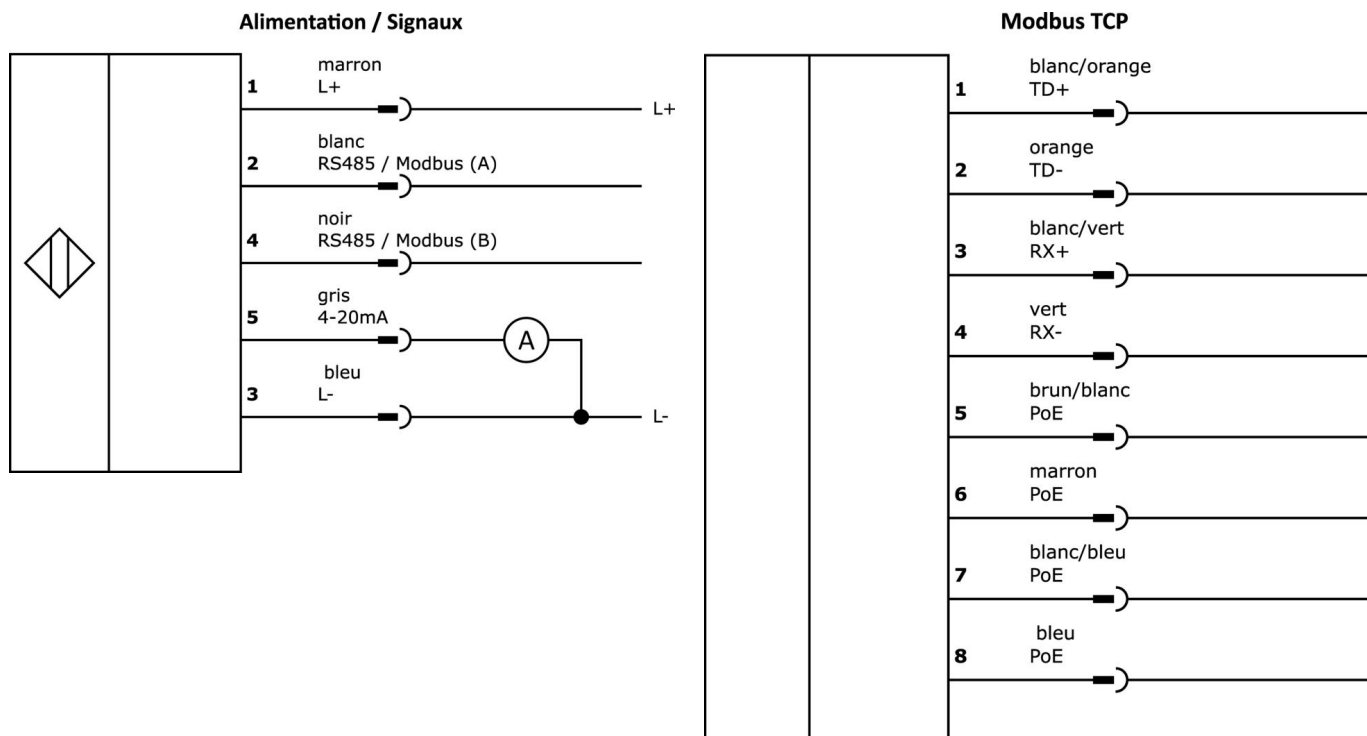 Alimentation / Signaux
1
marron
L+
L+
2
blanc
RS485 / Modbus (A)
4
noir
RS485 / Modbus (B)
5
gris
4-20mA
A
3
bleu
L-
L-
Modbus TCP
1
blanc/orange
TD+
2
orange
TD-
3
blanc/vert
RX+
4
vert
RX-
5
brun/blanc
PoE
6
marron
PoE
7
blanc/bleu
PoE
8
bleu
PoE